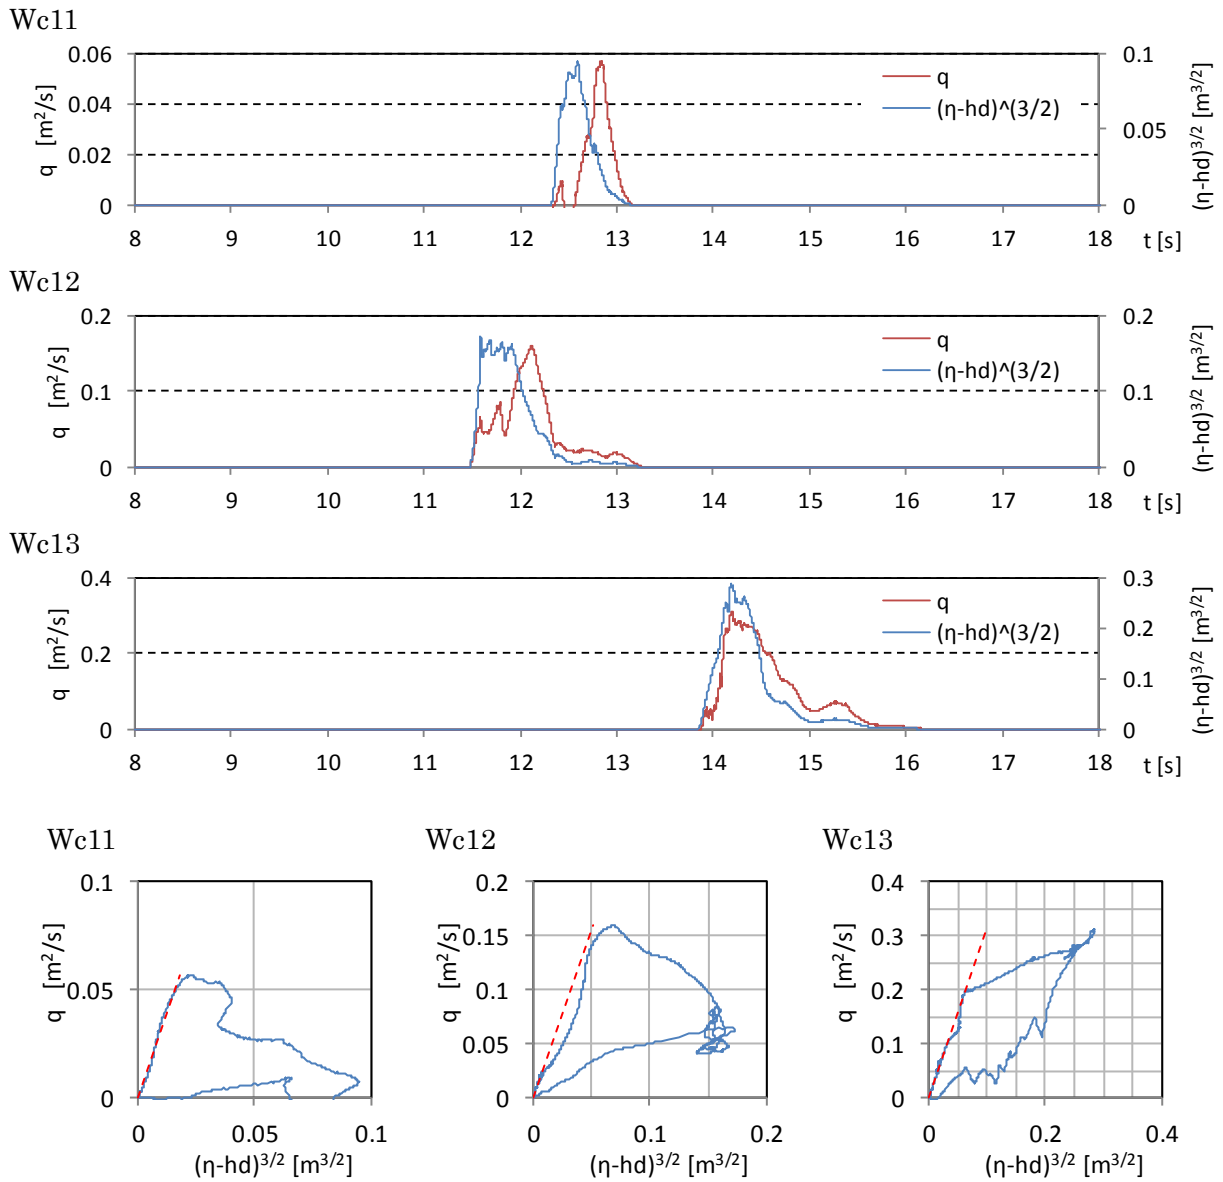 Wc11
0.06
0.04
0.02
0
q [m²/s]
0.1
0.05
0
(η-hd)^3/2 [m^3/2]
q
(η-hd)^(3/2)
8 9 10 11 12 13 14 15 16 17 18 t [s]
Wc12
0.2
0.1
0
q [m²/s]
0.2
0.1
0
(η-hd)^3/2 [m^3/2]
q
(η-hd)^(3/2)
8 9 10 11 12 13 14 15 16 17 18 t [s]
Wc13
0.4
0.2
0
q [m²/s]
0.3
0.2
0.1
0
(η-hd)^3/2 [m^3/2]
q
(η-hd)^(3/2)
8 9 10 11 12 13 14 15 16 17 18 t [s]
Wc11
0.1
0.05
0
q [m²/s]
0 0.05 0.1
(η-hd)^3/2 [m^3/2]
Wc12
0.2
0.15
0.1
0.05
0
q [m²/s]
0 0.1 0.2
(η-hd)^3/2 [m^3/2]
Wc13
0.4
0.3
0.2
0.1
0
q [m²/s]
0 0.2 0.4
(η-hd)^3/2 [m^3/2]